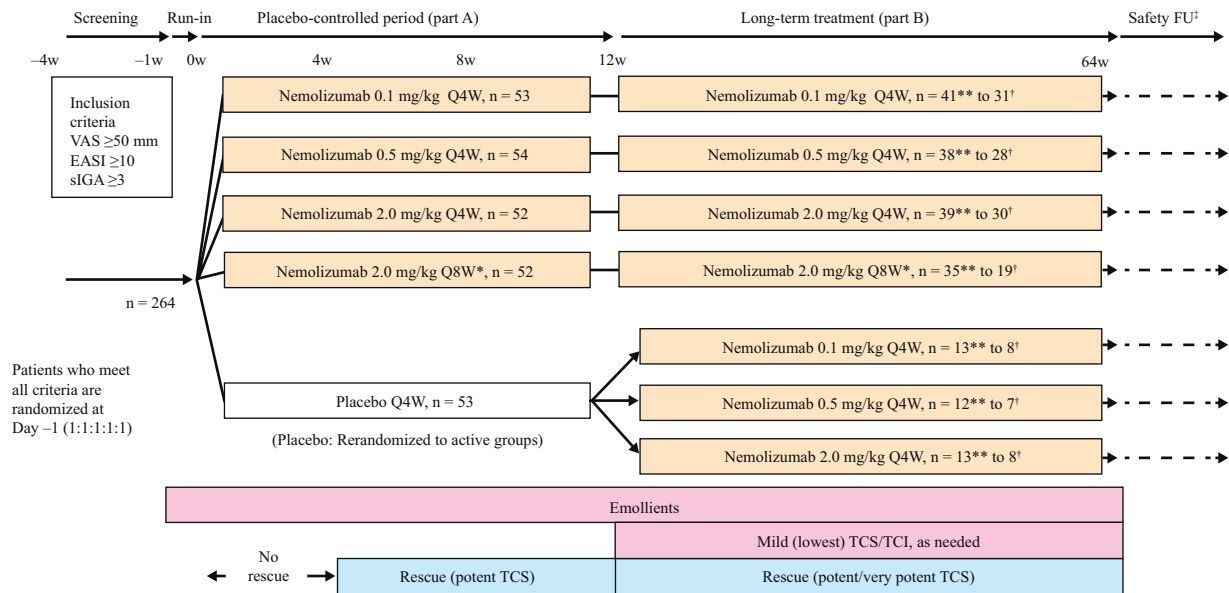 Screening
Run-in
Placebo-controlled period (part A)
Long-term treatment (part B)
Safety FU‡
–4w
–1w
0w
4w
8w
12w
64w
Inclusion
criteria
VAS ≥50 mm
EASI ≥10
sIGA ≥3
Nemolizumab 0.1 mg/kg Q4W, n = 53
Nemolizumab 0.1 mg/kg Q4W, n = 41** to 31†
Nemolizumab 0.5 mg/kg Q4W, n = 54
Nemolizumab 0.5 mg/kg Q4W, n = 38** to 28†
Nemolizumab 2.0 mg/kg Q4W, n = 52
Nemolizumab 2.0 mg/kg Q4W, n = 39** to 30†
Nemolizumab 2.0 mg/kg Q8W*, n = 52
Nemolizumab 2.0 mg/kg Q8W*, n = 35** to 19†
n = 264
Patients who meet
all criteria are
randomized at
Day –1 (1:1:1:1:1)
Placebo Q4W, n = 53
(Placebo: Rerandomized to active groups)
Nemolizumab 0.1 mg/kg Q4W, n = 13** to 8†
Nemolizumab 0.5 mg/kg Q4W, n = 12** to 7†
Nemolizumab 2.0 mg/kg Q4W, n = 13** to 8†
Emollients
Mild (lowest) TCS/TCI, as needed
No
rescue
Rescue (potent TCS)
Rescue (potent/very potent TCS)